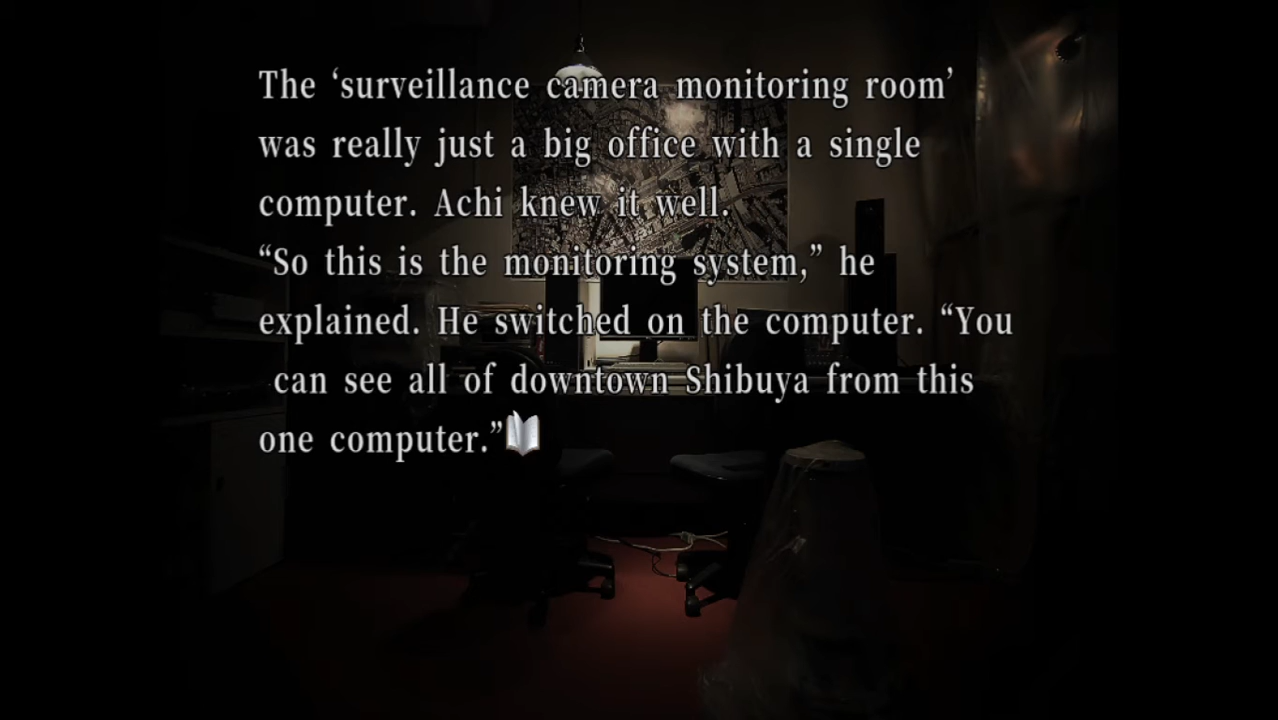 The ‘surveillance camera monitoring room’
was really just a big office with a single
computer. Achi knew it well.
“So this is the monitoring system,” he
explained. He switched on the computer. “You
can see all of downtown Shibuya from this
one computer.”